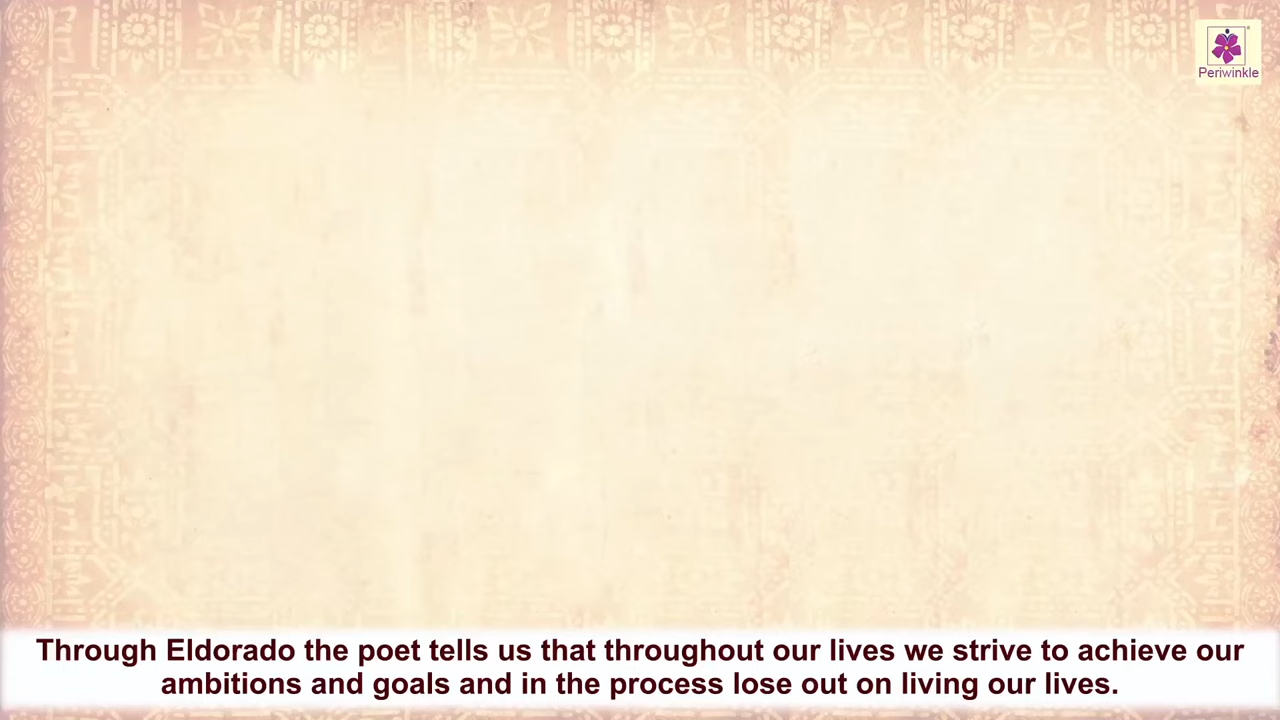 Periwinkle
Through Eldorado the poet tells us that throughout our lives we strive to achieve our
ambitions and goals and in the process lose out on living our lives.